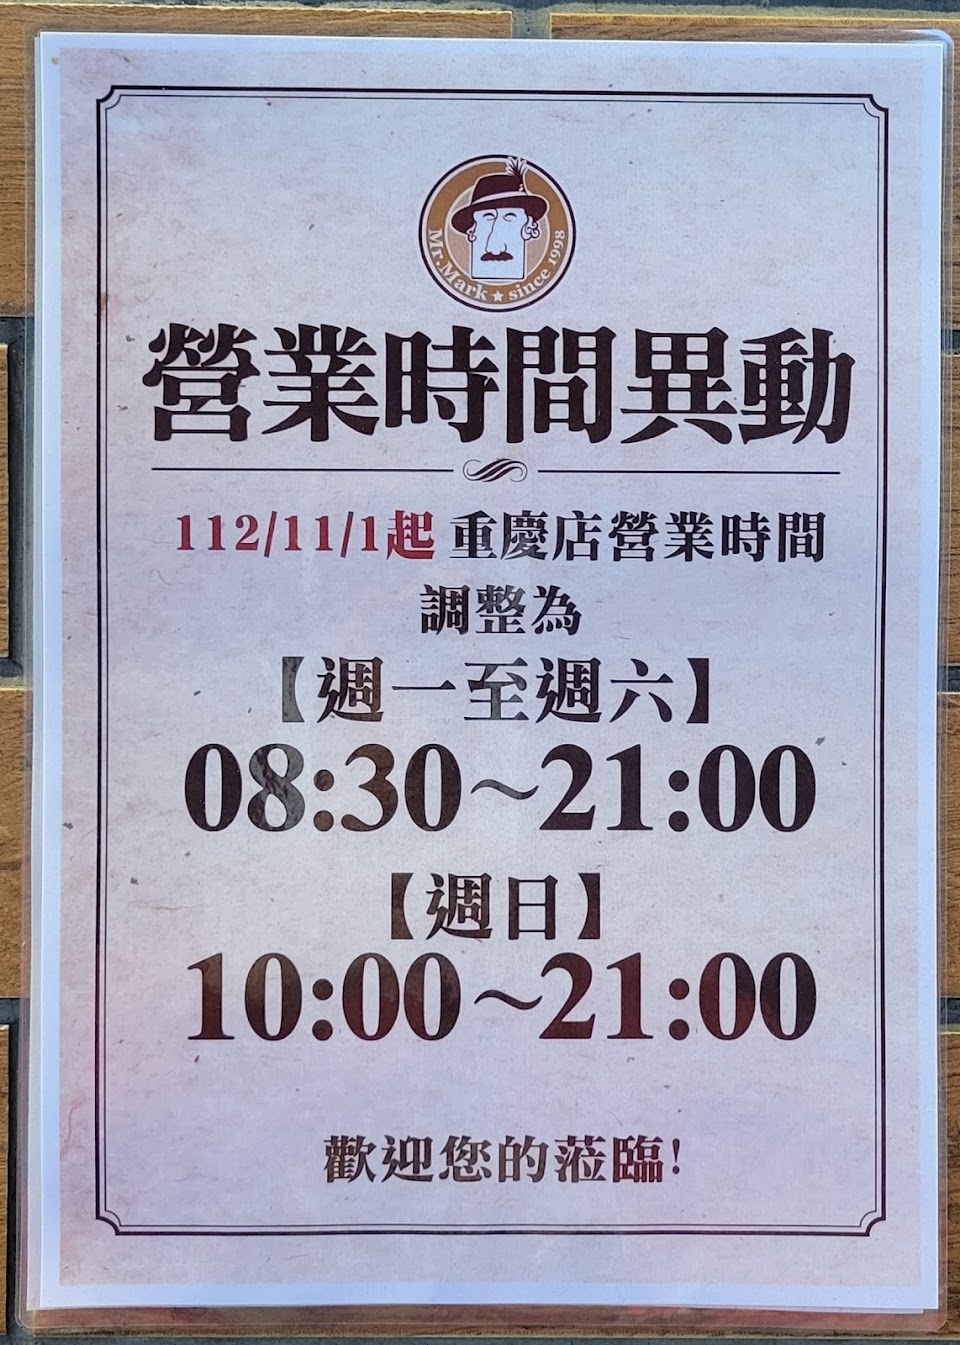 Mr.Mark★since 1998
營業時間異動
112/11/1起 重慶店營業時間
調整為
【週一至週六】
08:30~21:00
【週日】
10:00~21:00
歡迎您的蒞臨!